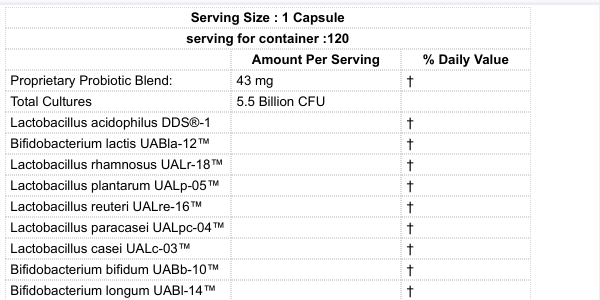 Serving Size : 1 Capsule
serving for container :120
Amount Per Serving % Daily Value
Proprietary Probiotic Blend: 43 mg †
Total Cultures 5.5 Billion CFU
Lactobacillus acidophilus DDS®-1 †
Bifidobacterium lactis UABla-12™ †
Lactobacillus rhamnosus UALr-18™ †
Lactobacillus plantarum UALp-05™ †
Lactobacillus reuteri UALre-16™ †
Lactobacillus paracasei UALpc-04™ †
Lactobacillus casei UALc-03™ †
Bifidobacterium bifidum UABb-10™ †
Bifidobacterium longum UABl-14™ †